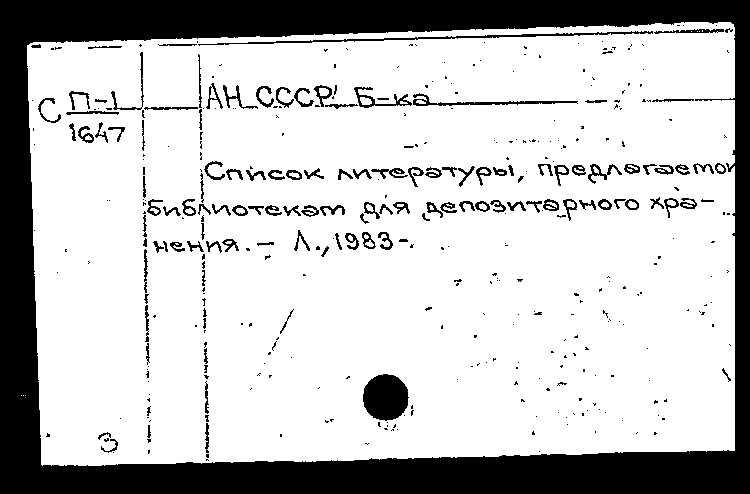 С П-1 АН СССР. Б-ка
1647
Список литературы, предлагаемой
библиотекам для депозитарного хра-
нения. – Л., 1983-.
3